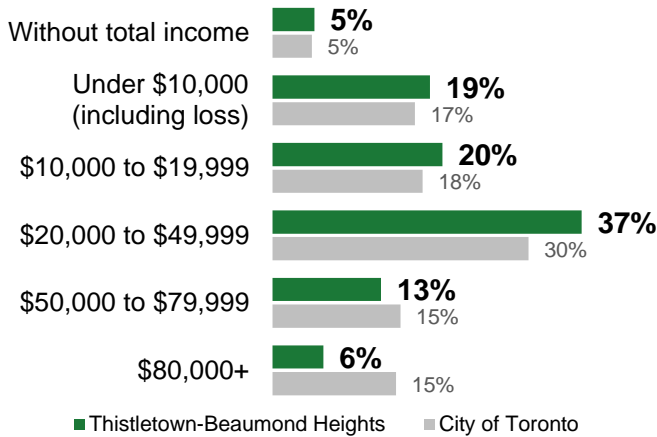 Without total income
5%
5%
Under $10,000
(including loss)
19%
17%
$10,000 to $19,999
20%
18%
$20,000 to $49,999
37%
30%
$50,000 to $79,999
13%
15%
$80,000+
6%
15%
Thistletown-Beaumond Heights
City of Toronto